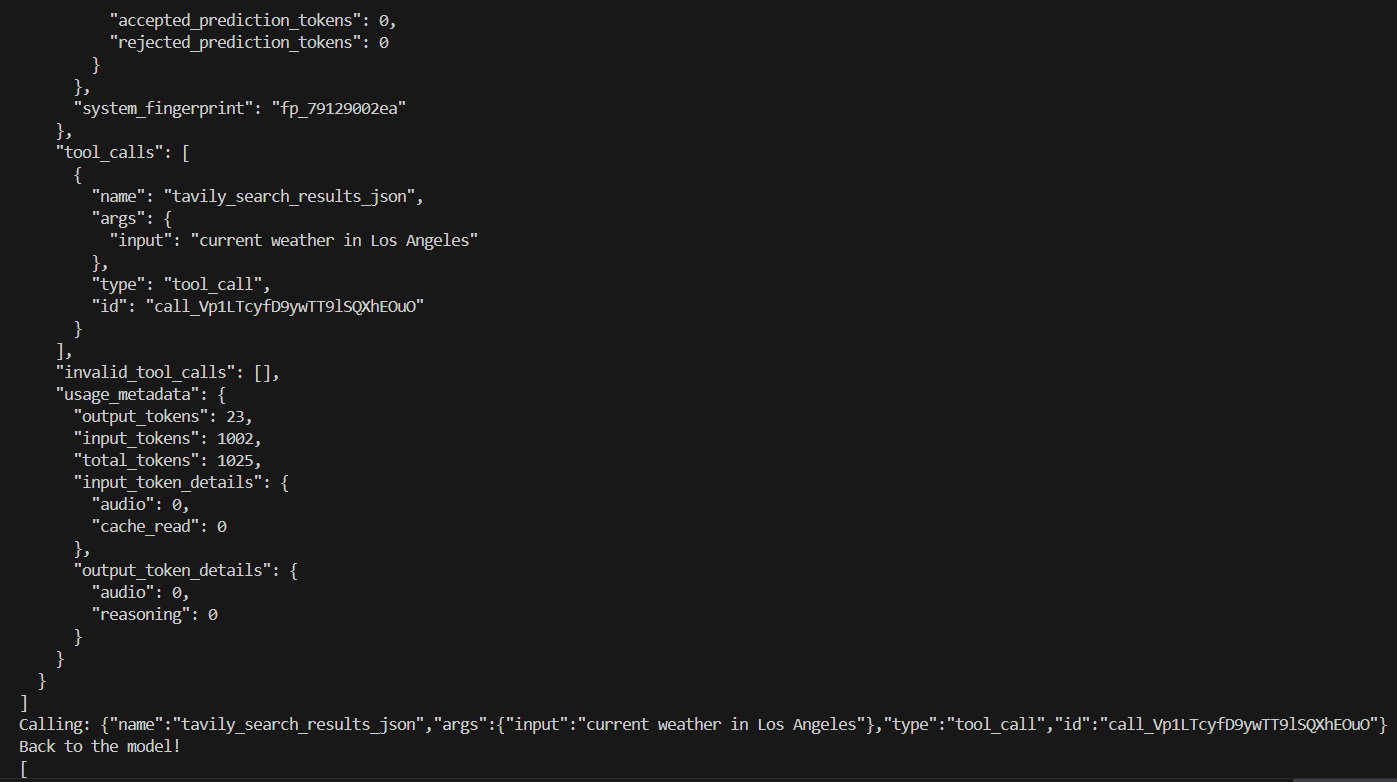 "accepted_prediction_tokens": 0,
"rejected_prediction_tokens": 0
}
},
"system_fingerprint": "fp_79129002ea"
},
"tool_calls": [
{
"name": "tavily_search_results_json",
"args": {
"input": "current weather in Los Angeles"
},
"type": "tool_call",
"id": "call_Vp1LTcyfD9ywTT9lSQXhEOuO"
}
],
"invalid_tool_calls": [],
"usage_metadata": {
"output_tokens": 23,
"input_tokens": 1002,
"total_tokens": 1025,
"input_token_details": {
"audio": 0,
"cache_read": 0
},
"output_token_details": {
"audio": 0,
"reasoning": 0
}
}
}
]
Calling: {"name":"tavily_search_results_json","args":{"input":"current weather in Los Angeles"},"type":"tool_call","id":"call_Vp1LTcyfD9ywTT9lSQXhEOuO"}
Back to the model!
[